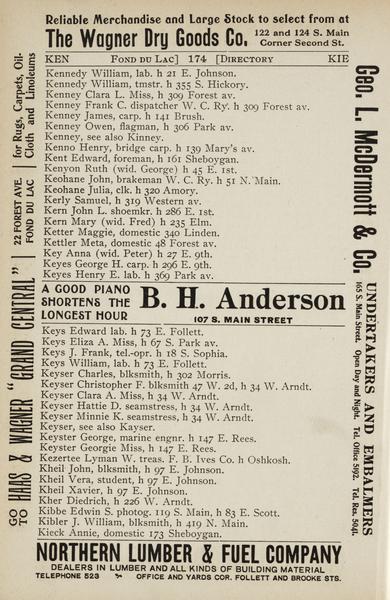 Reliable Merchandise and Large Stock to select from at
The Wagner Dry Goods Co. 122 and 124 S. Main
Corner Second St.
KEN FOND DU LAC] 174 [DIRECTORY KIE
Kennedy William, lab. h 21 E. Johnson.
Kennedy William, tmstr. h 355 S. Hickory.
Kenney Clara L. Miss, h 309 Forest av.
Kenney Frank C. dispatcher W. C. Ry. h 309 Forest av.
Kenney James, carp. h 141 Brush.
Kenney Owen, flagman, h 306 Park av.
Kenney, see also Kinney.
Kenno Henry, bridge carp. h 139 Mary's av.
Kent Edward, foreman, h 161 Sheboygan.
Kenyon Ruth (wid. George) h 45 E. 1st.
Keohane John, brakeman W. C. Ry. h 51 N. Main.
Keohane Julia, clk. h 320 Amory.
Kerly Samuel, h 319 Western av.
Kern John L. shoemkr. h 286 E. 1st.
Kern Mary (wid. Fred) h 235 Elm.
Ketter Maggie, domestic 340 Linden.
Kettler Meta, domestic 48 Forest av.
Key Anna (wid. Peter) h 27 E. 9th.
Keyes George H. carp. h 296 E. 9th.
Keyes Henry E. lab. h 369 Park av.
A GOOD PIANO
SHORTENS THE
LONGEST HOUR
B. H. Anderson
107 S. MAIN STREET
Keys Edward lab. h 73 E. Follett.
Keys Eliza A. Miss, h 67 S. Park av.
Keys J. Frank, tel.-opr. h 18 S. Sophia.
Keys William, lab. h 73 E. Follett.
Keyser Charles, blksmith, h 302 Morris.
Keyser Christopher F. blksmith 47 W. 2d, h 34 W. Arndt.
Keyser Clara A. Miss, h 34 W. Arndt.
Keyser Hattie D. seamstress, h 34 W. Arndt.
Keyser Minnie K. seamstress, h 34 W. Arndt.
Keyser, see also Kayser.
Keyster George, marine engnr. h 147 E. Rees.
Keyster Georgie Miss, h 147 E. Rees.
Kezertee Lyman W. treas. F. B. Ives Co. h Oshkosh.
Kheil John, blksmith, h 97 E. Johnson.
Kheil Vera, student, h 97 E. Johnson.
Kheil Xavier, h 97 E. Johnson.
Kher Diedrich, h 226 W. Arndt.
Kibbe Edwin S. photog. 119 S. Main, h 83 E. Scott.
Kibler J. William, blksmith, h 419 N. Main.
Kieck Annie, domestic 173 Sheboygan.
NORTHERN LUMBER & FUEL COMPANY
DEALERS IN LUMBER AND ALL KINDS OF BUILDING MATERIAL
TELEPHONE 523 OFFICE AND YARDS COR. FOLLETT AND BROOKE STS.
GO TO HAAS & WAGNER "GRAND CENTRAL" 22 FOREST AVE. FOND DU LAC for Rugs, Carpets, Oil-Cloth and Linoleums
Geo. L. McDermott & Co.
UNDERTAKERS AND EMBALMERS
165 S. Main Street. Open Day and Night. Tel. Office 5092. Tel. Res. 5041.